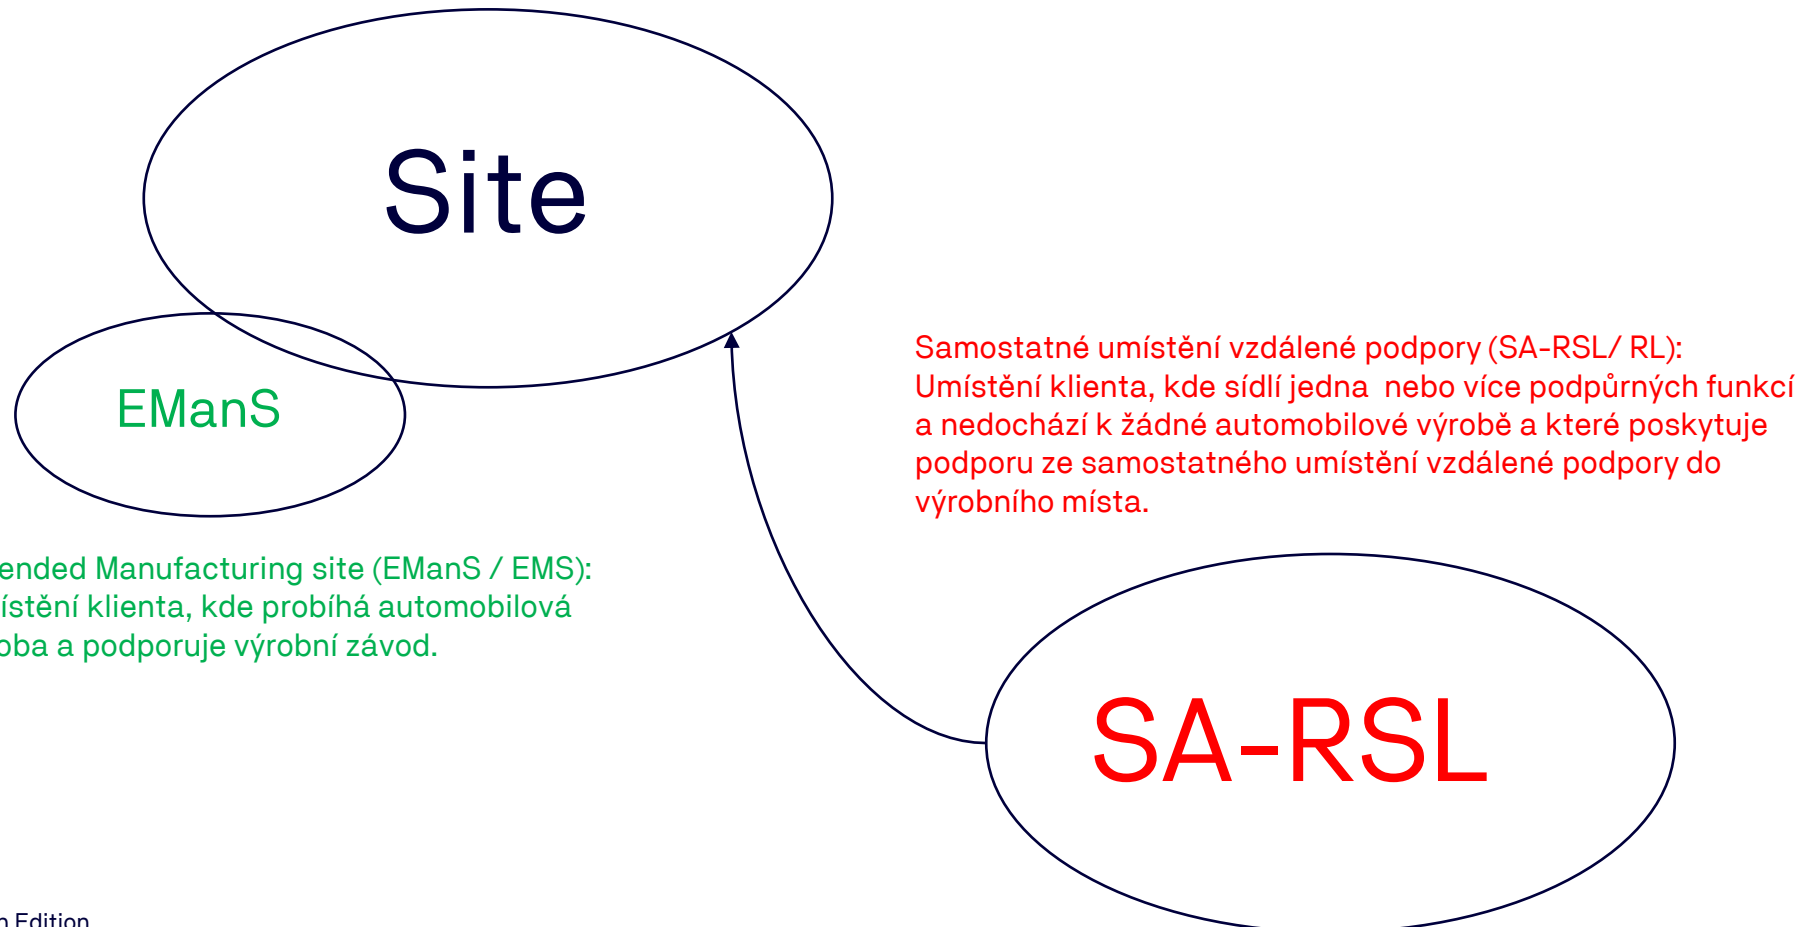 Site
EManS
Samostatné umístění vzdálené podpory (SA-RSL/ RL):
Umístění klienta, kde sídlí jedna nebo více podpůrných funkcí
a nedochází k žádné automobilové výrobě a které poskytuje
podporu ze samostatného umístění vzdálené podpory do
výrobního místa.
ended Manufacturing site (EManS / EMS):
ístění klienta, kde probíhá automobilová
oba a podporuje výrobní závod.
SA-RSL
n Edition